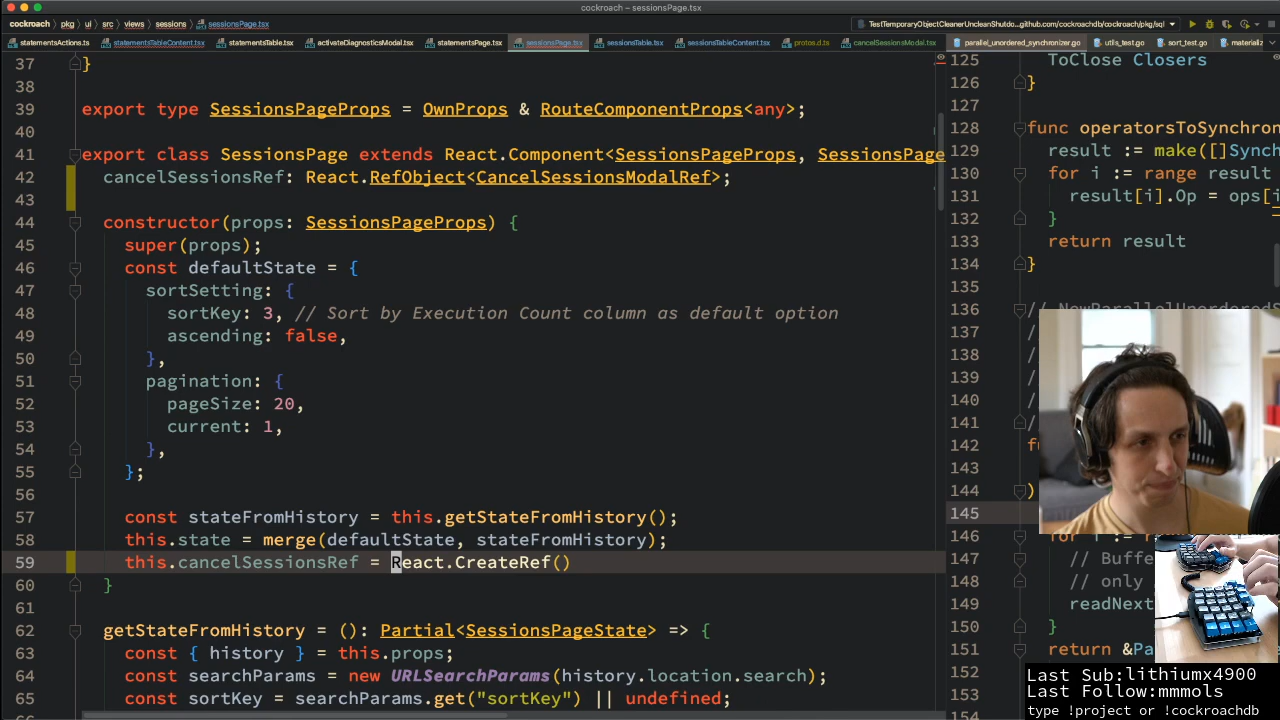 cockroach – sessionsPage.tsx
cockroach pkg ui src views sessions sessionsPage.tsx
TestTemporaryObjectCleanerUncleanShutdo...github.com/cockroachdb/cockroach/pkg/sql
statementsActions.ts statementsTableContent.tsx statementsTable.tsx activateDiagnosticsModal.tsx statementsPage.tsx sessionsPage.tsx sessionsTable.tsx sessionsTableContent.tsx protos.d.ts cancelSessionsModal.tsx parallel_unordered_synchronizer.go utils_test.go sort_test.go
37 }
38
39 export type SessionsPageProps = OwnProps & RouteComponentProps<any>;
40
41 export class SessionsPage extends React.Component<SessionsPageProps, SessionsPage
42 cancelSessionsRef: React.RefObject<CancelSessionsModalRef>;
43
44 constructor(props: SessionsPageProps) {
45 super(props);
46 const defaultState = {
47 sortSetting: {
48 sortKey: 3, // Sort by Execution Count column as default option
49 ascending: false,
50 },
51 pagination: {
52 pageSize: 20,
53 current: 1,
54 },
55 };
56
57 const stateFromHistory = this.getStateFromHistory();
58 this.state = merge(defaultState, stateFromHistory);
59 this.cancelSessionsRef = React.CreateRef()
60 }
61
62 getStateFromHistory = (): Partial<SessionsPageState> => {
63 const { history } = this.props;
64 const searchParams = new URLSearchParams(history.location.search);
65 const sortKey = searchParams.get("sortKey") || undefined;
125 ToClose Closers
126 }
127
128 func operatorsToSynchron
129 result := make([]Synch
130 for i := range result
131 result[i].Op = ops[i
132 }
133 return result
134 }
135
136 // NewParallelUnorderedS
137 //
138 //
139 //
140 //
141 //
142 fu
143
144 )
145
146 for i
147 // Buffe
148 // only
149 readNext
150 }
151 return &Pa
152
153
154
Last Sub:lithiumx4900
Last Follow:mmmols
type !project or !cockroachdb